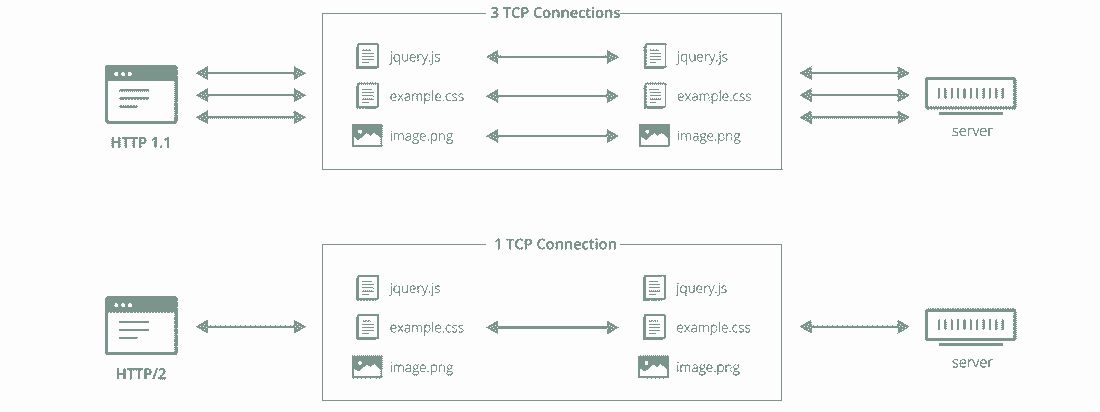 3 TCP Connections
jquery.js jquery.js
example.css example.css
image.png image.png
HTTP 1.1
server
1 TCP Connection
jquery.js jquery.js
example.css example.css
image.png image.png
HTTP/2
server